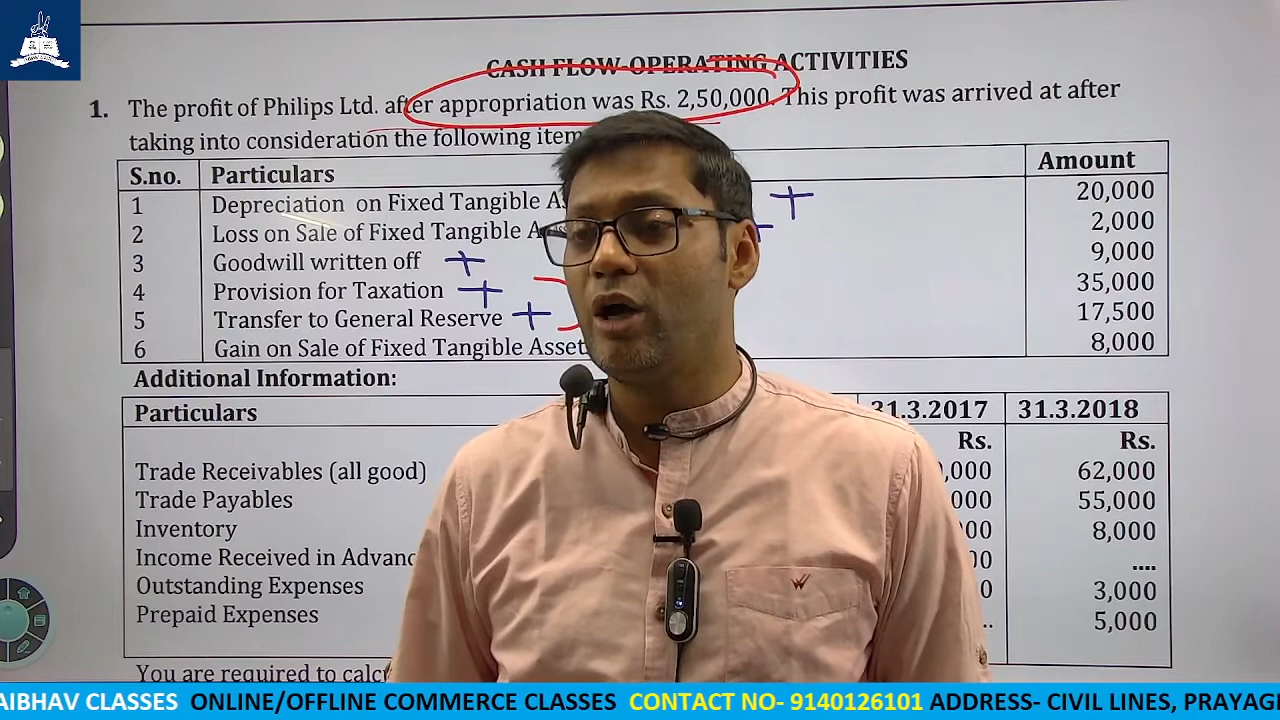 CASH FLOW-OPERATING ACTIVITIES
1. The profit of Philips Ltd. after appropriation was Rs. 2,50,000. This profit was arrived at after
taking into consideration the following
S.no. Particulars Amount
1 Depreciation on Fixed Tangible + 20,000
2 Loss on Sale of Fixed Tangible + 2,000
3 Goodwill written off + 9,000
4 Provision for Taxation + 35,000
5 Transfer to General Reserve + 17,500
6 Gain on Sale of Fixed Tangible Asset 8,000
Additional Information:
Particulars 31.3.2017 31.3.2018
Rs. Rs.
Trade Receivables (all good) ,000 62,000
Trade Payables 000 55,000
Inventory 00 8,000
Income Received in 00 ....
Outstanding Expenses 0 3,000
Prepaid Expenses .. 5,000
You are required to
AIBHAV CLASSES ONLINE/OFFLINE COMMERCE CLASSES CONTACT NO- 9140126101 ADDRESS- CIVIL LINES, PRAYAG